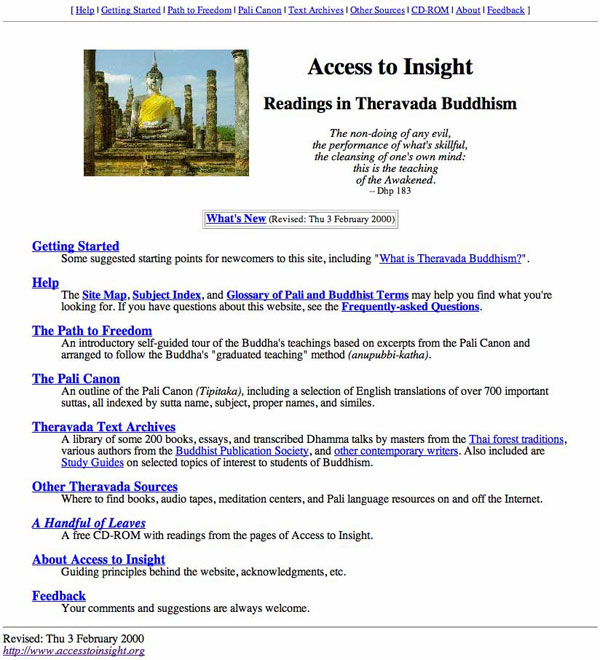 [ Help | Getting Started | Path to Freedom | Pali Canon | Text Archives | Other Sources | CD-ROM | About | Feedback ]
Access to Insight
Readings in Theravada Buddhism
The non-doing of any evil,
the performance of what's skillful,
the cleansing of one's own mind:
this is the teaching
of the Awakened.
-- Dhp 183
What's New (Revised: Thu 3 February 2000)
Getting Started
Some suggested starting points for newcomers to this site, including "What is Theravada Buddhism?".
Help
The Site Map, Subject Index, and Glossary of Pali and Buddhist Terms may help you find what you're
looking for. If you have questions about this website, see the Frequently-asked Questions.
The Path to Freedom
An introductory self-guided tour of the Buddha's teachings based on excerpts from the Pali Canon and
arranged to follow the Buddha's "graduated teaching" method (anupubbi-katha).
The Pali Canon
An outline of the Pali Canon (Tipitaka), including a selection of English translations of over 700 important
suttas, all indexed by sutta name, subject, proper names, and similes.
Theravada Text Archives
A library of some 200 books, essays, and transcribed Dhamma talks by masters from the Thai forest traditions,
various authors from the Buddhist Publication Society, and other contemporary writers. Also included are
Study Guides on selected topics of interest to students of Buddhism.
Other Theravada Sources
Where to find books, audio tapes, meditation centers, and Pali language resources on and off the Internet.
A Handful of Leaves
A free CD-ROM with readings from the pages of Access to Insight.
About Access to Insight
Guiding principles behind the website, acknowledgments, etc.
Feedback
Your comments and suggestions are always welcome.
Revised: Thu 3 February 2000
http://www.accesstoinsight.org